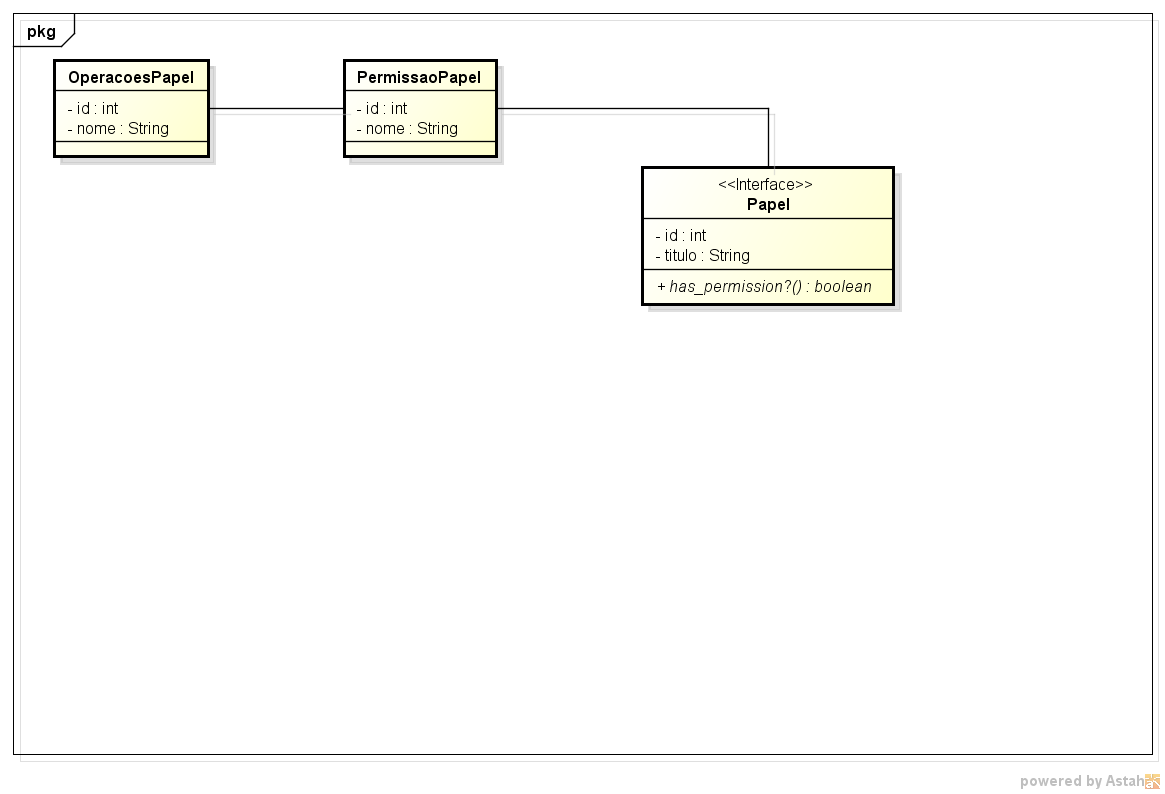 pkg
OperacoesPapel
- id : int
- nome : String
PermissaoPapel
- id : int
- nome : String
<<Interface>>
Papel
- id : int
- titulo : String
+ has_permission?() : boolean
powered by Astah